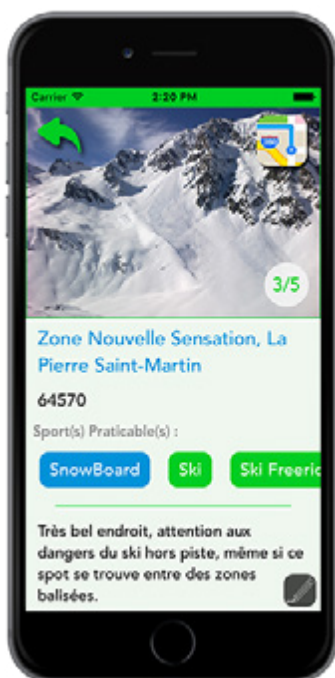 Carrier 2:20 PM
3/5
Zone Nouvelle Sensation, La
Pierre Saint-Martin
64570
Sport(s) Praticable(s) :
SnowBoard Ski Ski Freeric
Très bel endroit, attention aux
dangers du ski hors piste, même si ce
spot se trouve entre des zones
balisées.